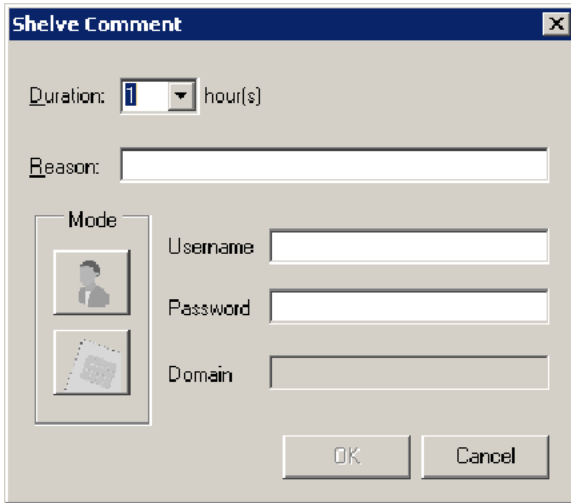 Shelve Comment
Duration: 1 hour(s)
Reason:
Mode
Username
Password
Domain
OK Cancel